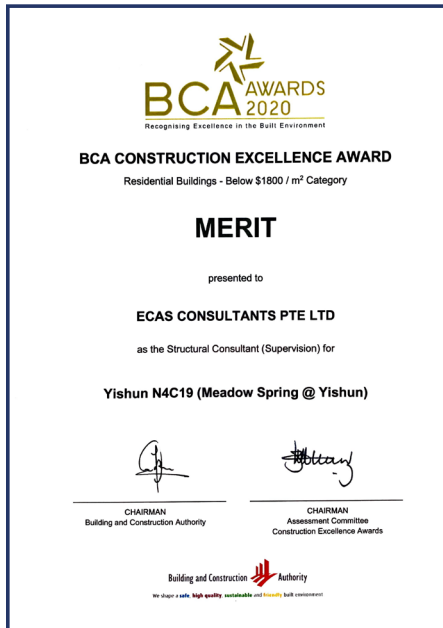 BCA AWARDS
2020
Recognising Excellence in the Built Environment
BCA CONSTRUCTION EXCELLENCE AWARD
Residential Buildings - Below $1800 / m² Category
MERIT
presented to
ECAS CONSULTANTS PTE LTD
as the Structural Consultant (Supervision) for
Yishun N4C19 (Meadow Spring @ Yishun)
CHAIRMAN
Building and Construction Authority
CHAIRMAN
Assessment Committee
Construction Excellence Awards
Building and Construction Authority
We shape a safe, high quality, sustainable and friendly built environment